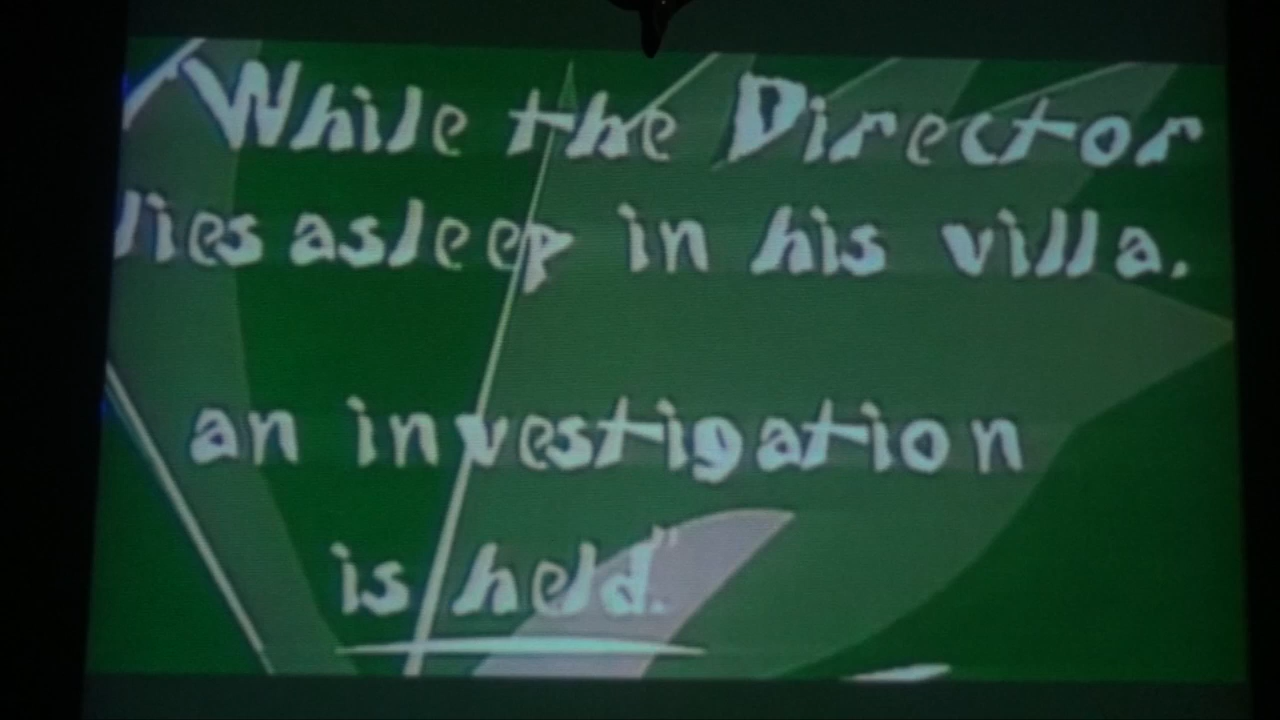 While the Director
lies asleep in his villa.
an investigation
is held."